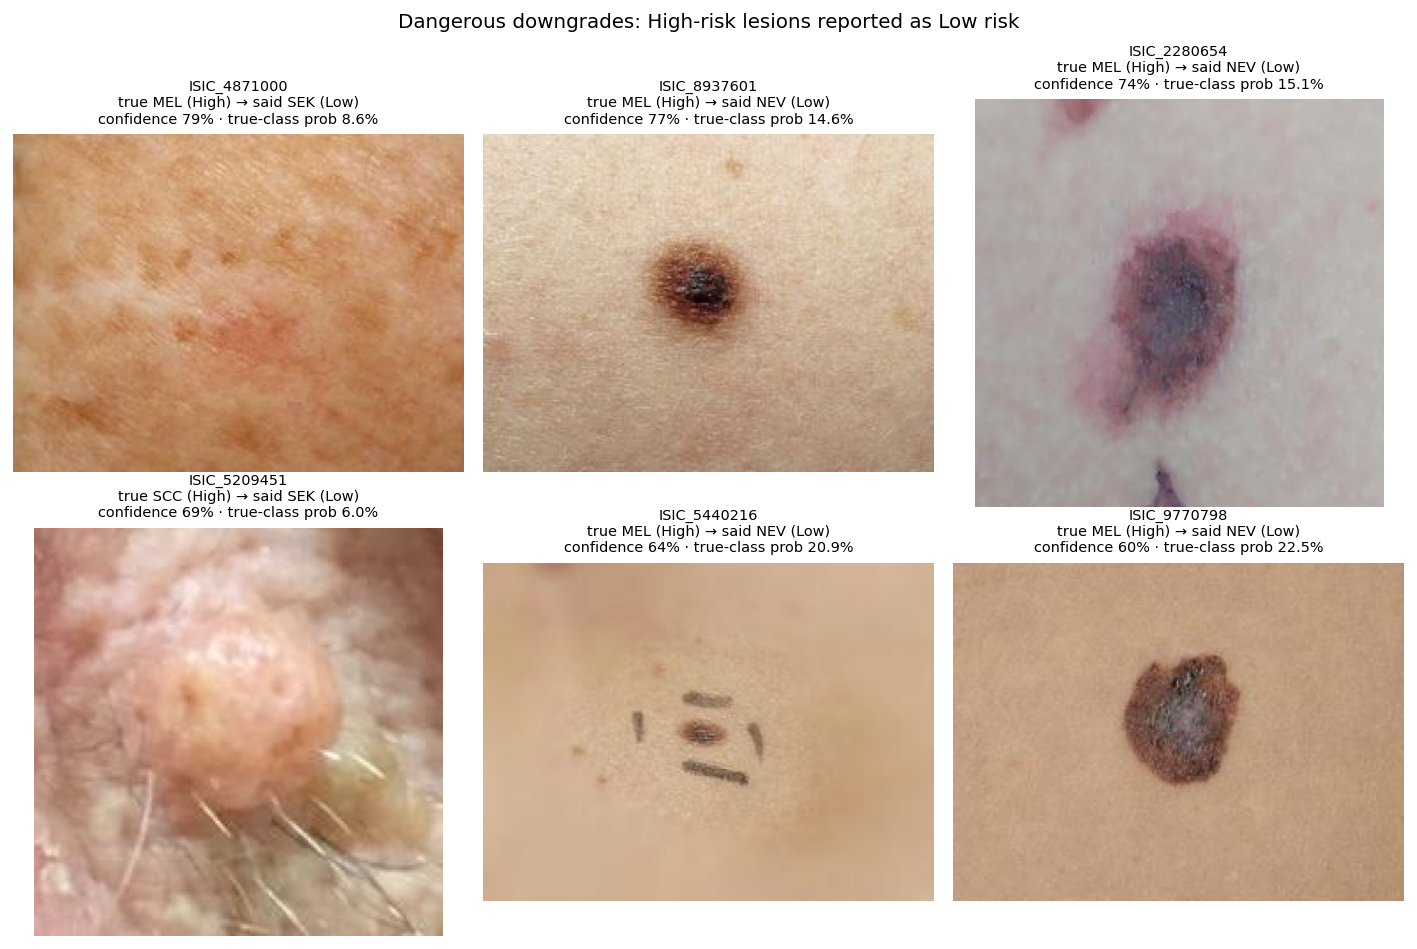 Dangerous downgrades: High-risk lesions reported as Low risk
ISIC_4871000
true MEL (High) → said SEK (Low)
confidence 79% · true-class prob 8.6%
ISIC_8937601
true MEL (High) → said NEV (Low)
confidence 77% · true-class prob 14.6%
ISIC_2280654
true MEL (High) → said NEV (Low)
confidence 74% · true-class prob 15.1%
ISIC_5209451
true SCC (High) → said SEK (Low)
confidence 69% · true-class prob 6.0%
ISIC_5440216
true MEL (High) → said NEV (Low)
confidence 64% · true-class prob 20.9%
ISIC_9770798
true MEL (High) → said NEV (Low)
confidence 60% · true-class prob 22.5%